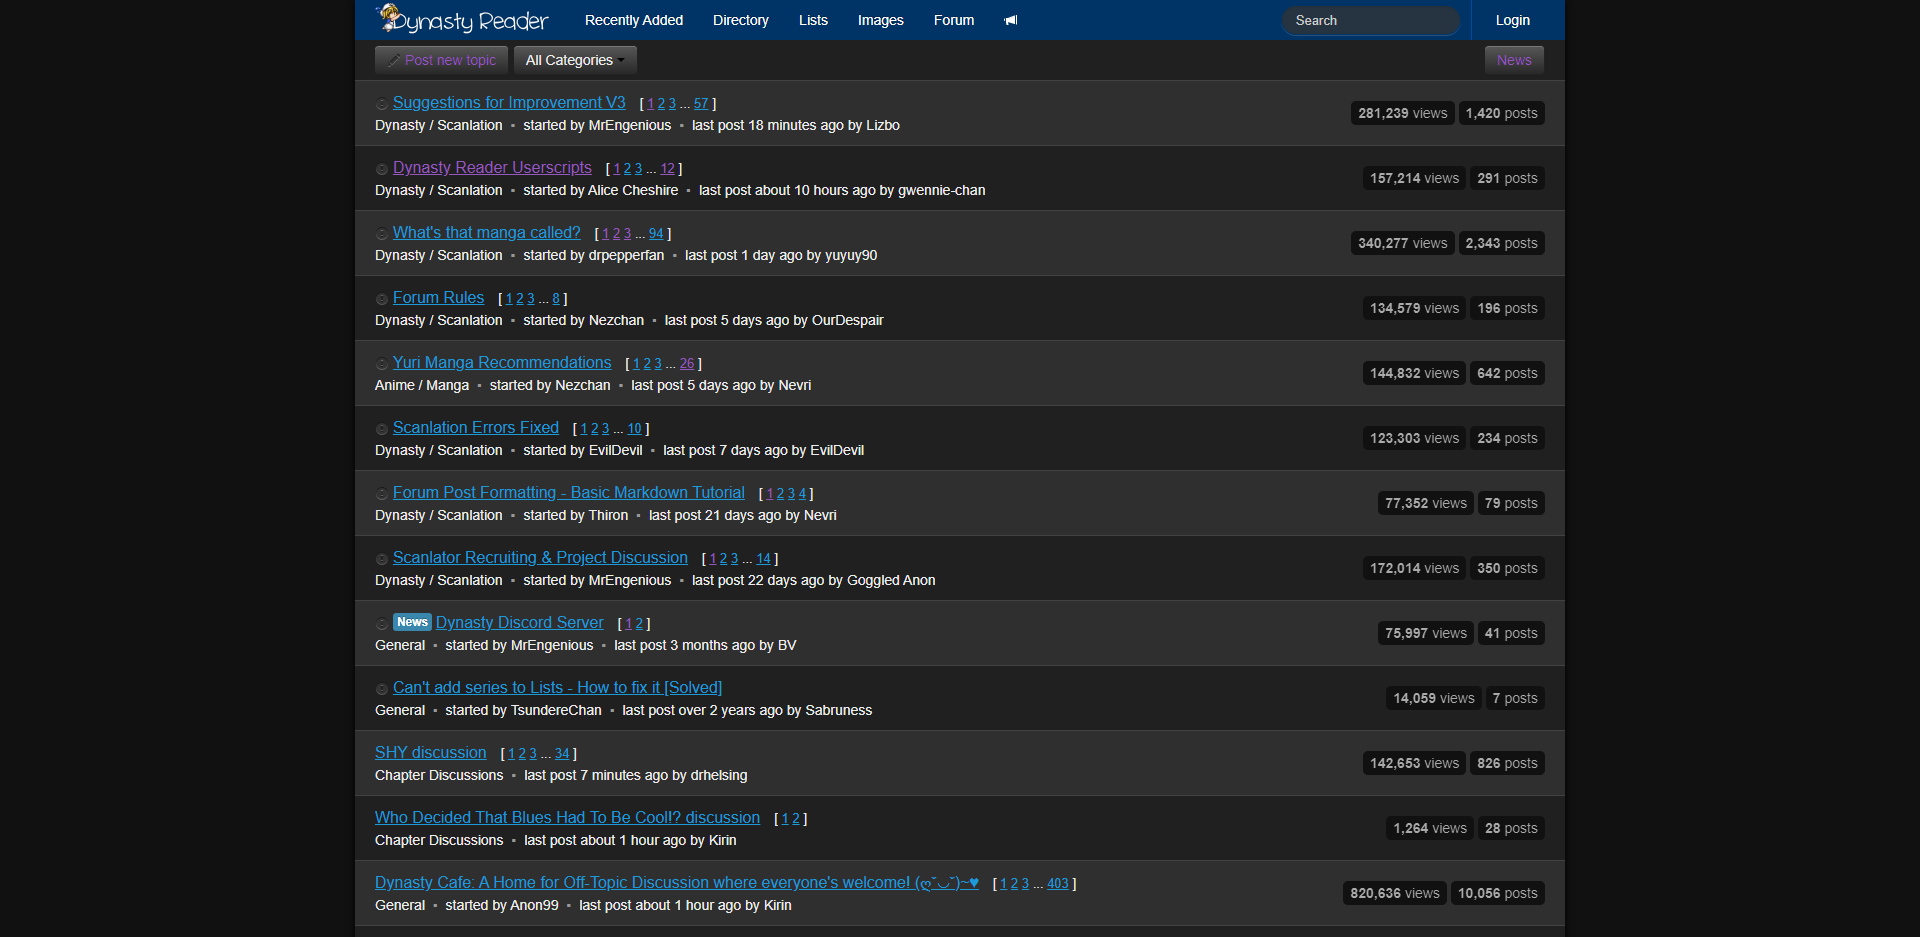 Dynasty Reader Recently Added Directory Lists Images Forum Search Login
Post new topic All Categories News
Suggestions for Improvement V3 [ 1 2 3 ... 57 ]
281,239 views 1,420 posts
Dynasty / Scanlation ▪ started by MrEngenious ▪ last post 18 minutes ago by Lizbo
Dynasty Reader Userscripts [ 1 2 3 ... 12 ]
157,214 views 291 posts
Dynasty / Scanlation ▪ started by Alice Cheshire ▪ last post about 10 hours ago by gwennie-chan
What's that manga called? [ 1 2 3 ... 94 ]
340,277 views 2,343 posts
Dynasty / Scanlation ▪ started by drpepperfan ▪ last post 1 day ago by yuyuy90
Forum Rules [ 1 2 3 ... 8 ]
134,579 views 196 posts
Dynasty / Scanlation ▪ started by Nezchan ▪ last post 5 days ago by OurDespair
Yuri Manga Recommendations [ 1 2 3 ... 26 ]
144,832 views 642 posts
Anime / Manga ▪ started by Nezchan ▪ last post 5 days ago by Nevri
Scanlation Errors Fixed [ 1 2 3 ... 10 ]
123,303 views 234 posts
Dynasty / Scanlation ▪ started by EvilDevil ▪ last post 7 days ago by EvilDevil
Forum Post Formatting - Basic Markdown Tutorial [ 1 2 3 4 ]
77,352 views 79 posts
Dynasty / Scanlation ▪ started by Thiron ▪ last post 21 days ago by Nevri
Scanlator Recruiting & Project Discussion [ 1 2 3 ... 14 ]
172,014 views 350 posts
Dynasty / Scanlation ▪ started by MrEngenious ▪ last post 22 days ago by Goggled Anon
News Dynasty Discord Server [ 1 2 ]
75,997 views 41 posts
General ▪ started by MrEngenious ▪ last post 3 months ago by BV
Can't add series to Lists - How to fix it [Solved]
14,059 views 7 posts
General ▪ started by TsundereChan ▪ last post over 2 years ago by Sabruness
SHY discussion [ 1 2 3 ... 34 ]
142,653 views 826 posts
Chapter Discussions ▪ last post 7 minutes ago by drhelsing
Who Decided That Blues Had To Be Cool!? discussion [ 1 2 ]
1,264 views 28 posts
Chapter Discussions ▪ last post about 1 hour ago by Kirin
Dynasty Cafe: A Home for Off-Topic Discussion where everyone's welcome! (ღ˘⌣˘)~♥ [ 1 2 3 ... 403 ]
820,636 views 10,056 posts
General ▪ started by Anon99 ▪ last post about 1 hour ago by Kirin